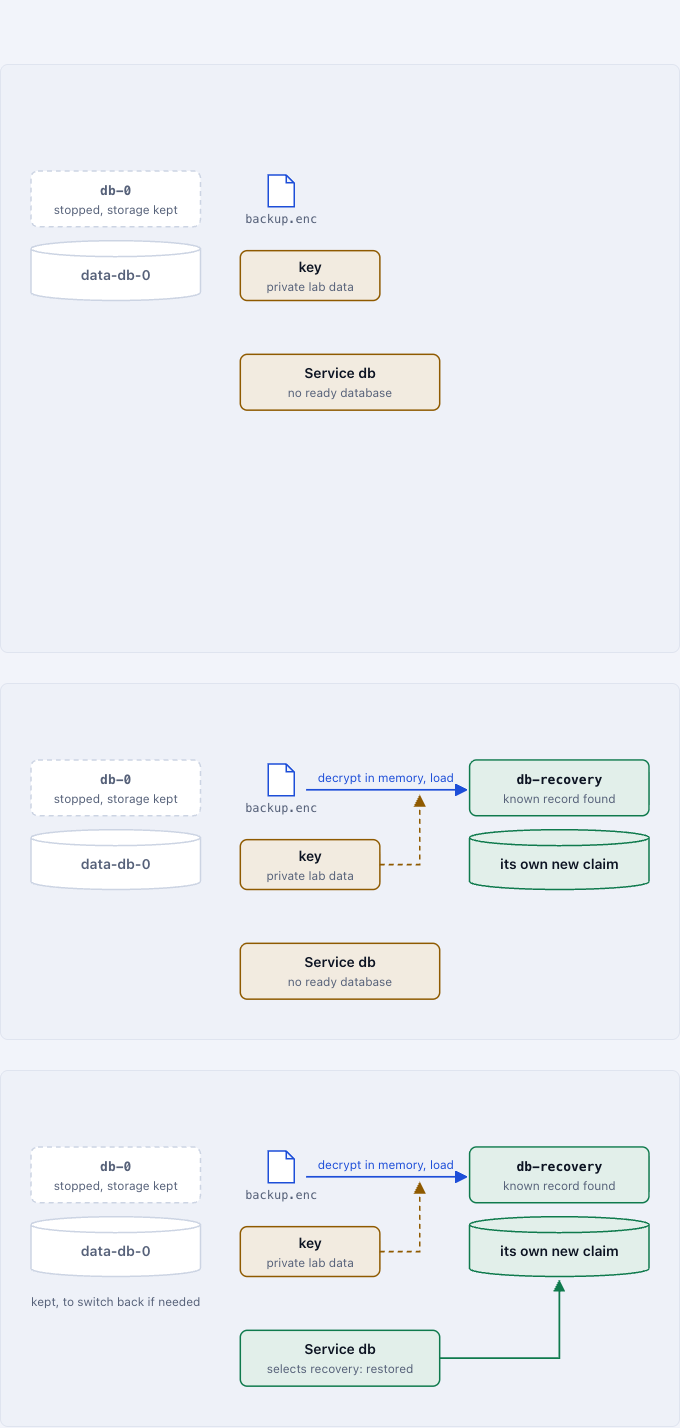 db-0
stopped, storage kept
data-db-0
backup.enc
key
private lab data
Service db
no ready database
db-0
stopped, storage kept
data-db-0
backup.enc
decrypt in memory, load
key
private lab data
db-recovery
known record found
its own new claim
Service db
no ready database
db-0
stopped, storage kept
data-db-0
kept, to switch back if needed
backup.enc
decrypt in memory, load
key
private lab data
db-recovery
known record found
its own new claim
Service db
selects recovery: restored